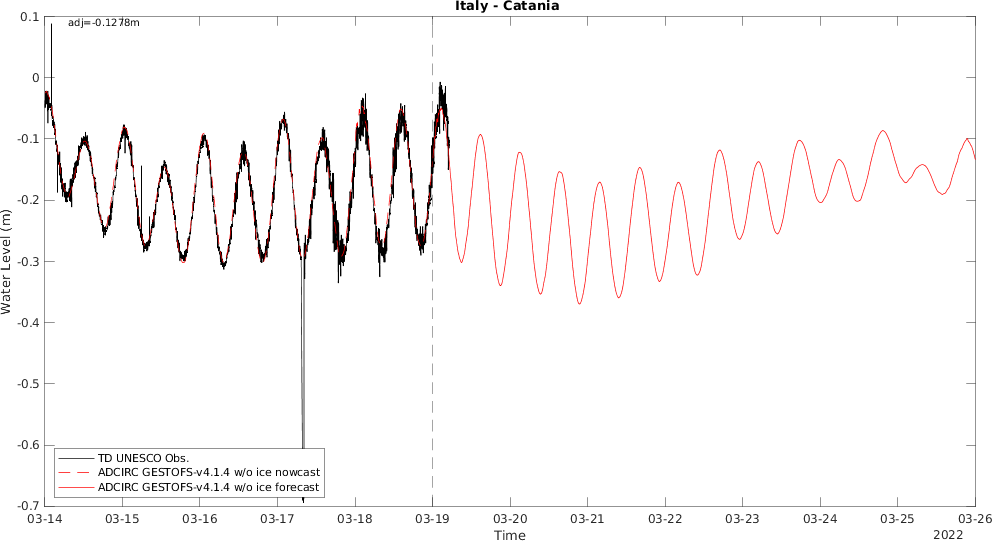 Italy - Catania
adj=-0.1278m
0.1
0
-0.1
-0.2
-0.3
-0.4
-0.5
-0.6
-0.7
Water Level (m)
TD UNESCO Obs.
ADCIRC GESTOFS-v4.1.4 w/o ice nowcast
ADCIRC GESTOFS-v4.1.4 w/o ice forecast
03-14 03-15 03-16 03-17 03-18 03-19 03-20 03-21 03-22 03-23 03-24 03-25 03-26
Time
2022